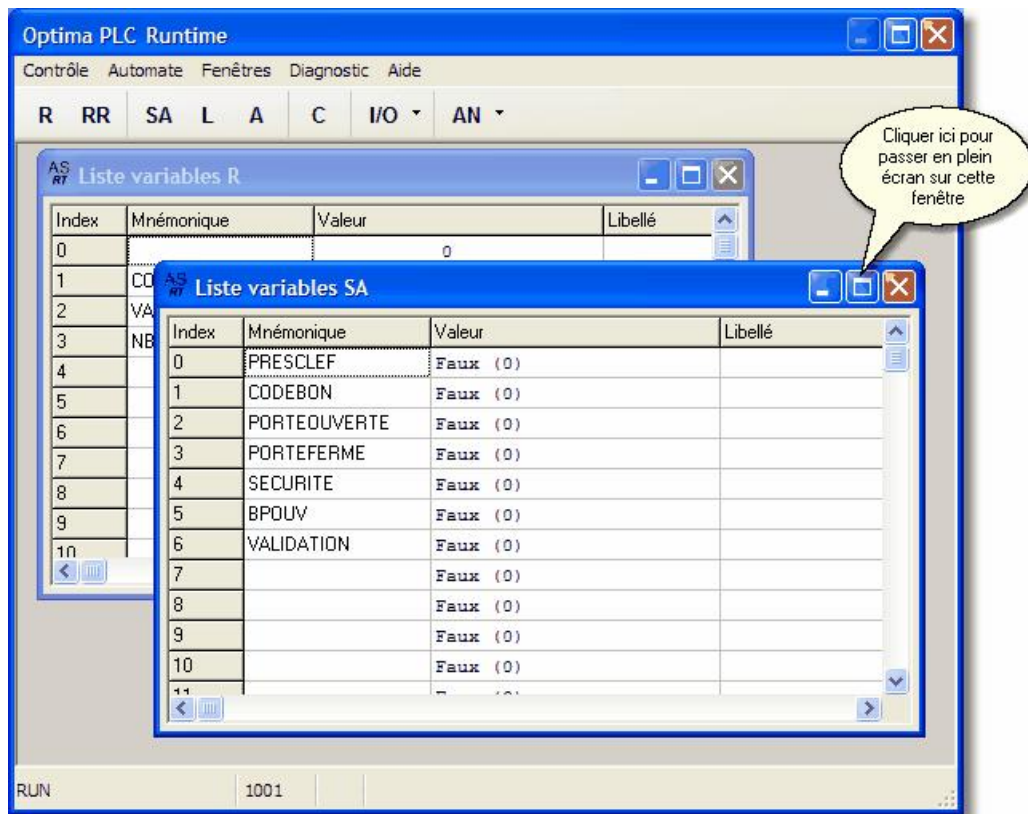 Optima PLC Runtime
Contrôle Automate Fenêtres Diagnostic Aide
R RR SA L A C I/O AN
Cliquer ici pour
passer en plein
écran sur cette
fenêtre
AS
RT Liste variables R
Index Mnémonique Valeur Libellé
0 0
1 CO
2 VA
3 NB
4
5
6
7
8
9
10
AS
RT Liste variables SA
Index Mnémonique Valeur Libellé
0 PRESCLEF Faux (0)
1 CODEBON Faux (0)
2 PORTEOUVERTE Faux (0)
3 PORTEFERME Faux (0)
4 SECURITE Faux (0)
5 BPOUV Faux (0)
6 VALIDATION Faux (0)
7 Faux (0)
8 Faux (0)
9 Faux (0)
10 Faux (0)
RUN 1001